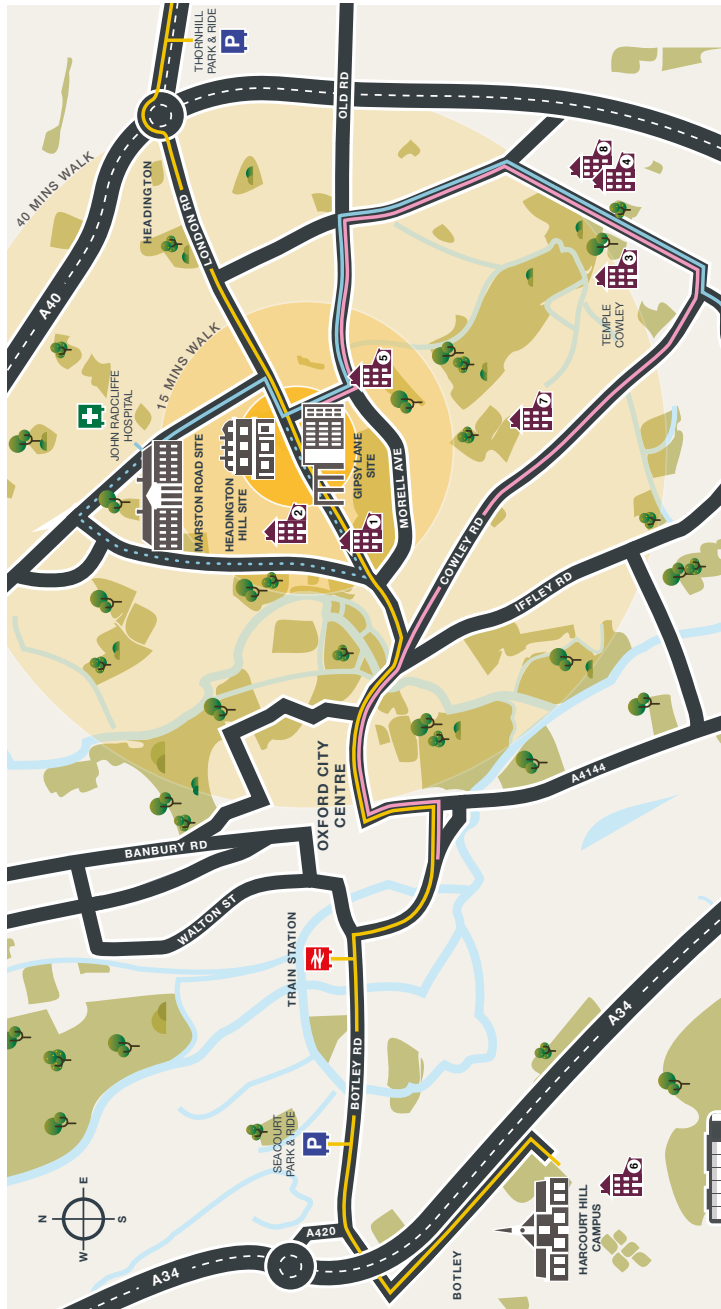 THORNHILL
PARK & RIDE
P
OLD RD
40 MINS WALK
HEADINGTON
LONDON RD
A40
8
4
3
TEMPLE
COWLEY
15 MINS WALK
JOHN RADCLIFFE
HOSPITAL
5
7
MARSTON ROAD SITE
HEADINGTON
HILL SITE
GIPSY LANE
SITE
2
1
MORELL AVE
COWLEY RD
IFFLEY RD
OXFORD CITY
CENTRE
A4144
BANBURY RD
WALTON ST
TRAIN STATION
A34
BOTLEY RD
SEACOURT
PARK & RIDE
P
6
HARCOURT HILL
CAMPUS
BOTLEY
A420
A34
N
E
S
W